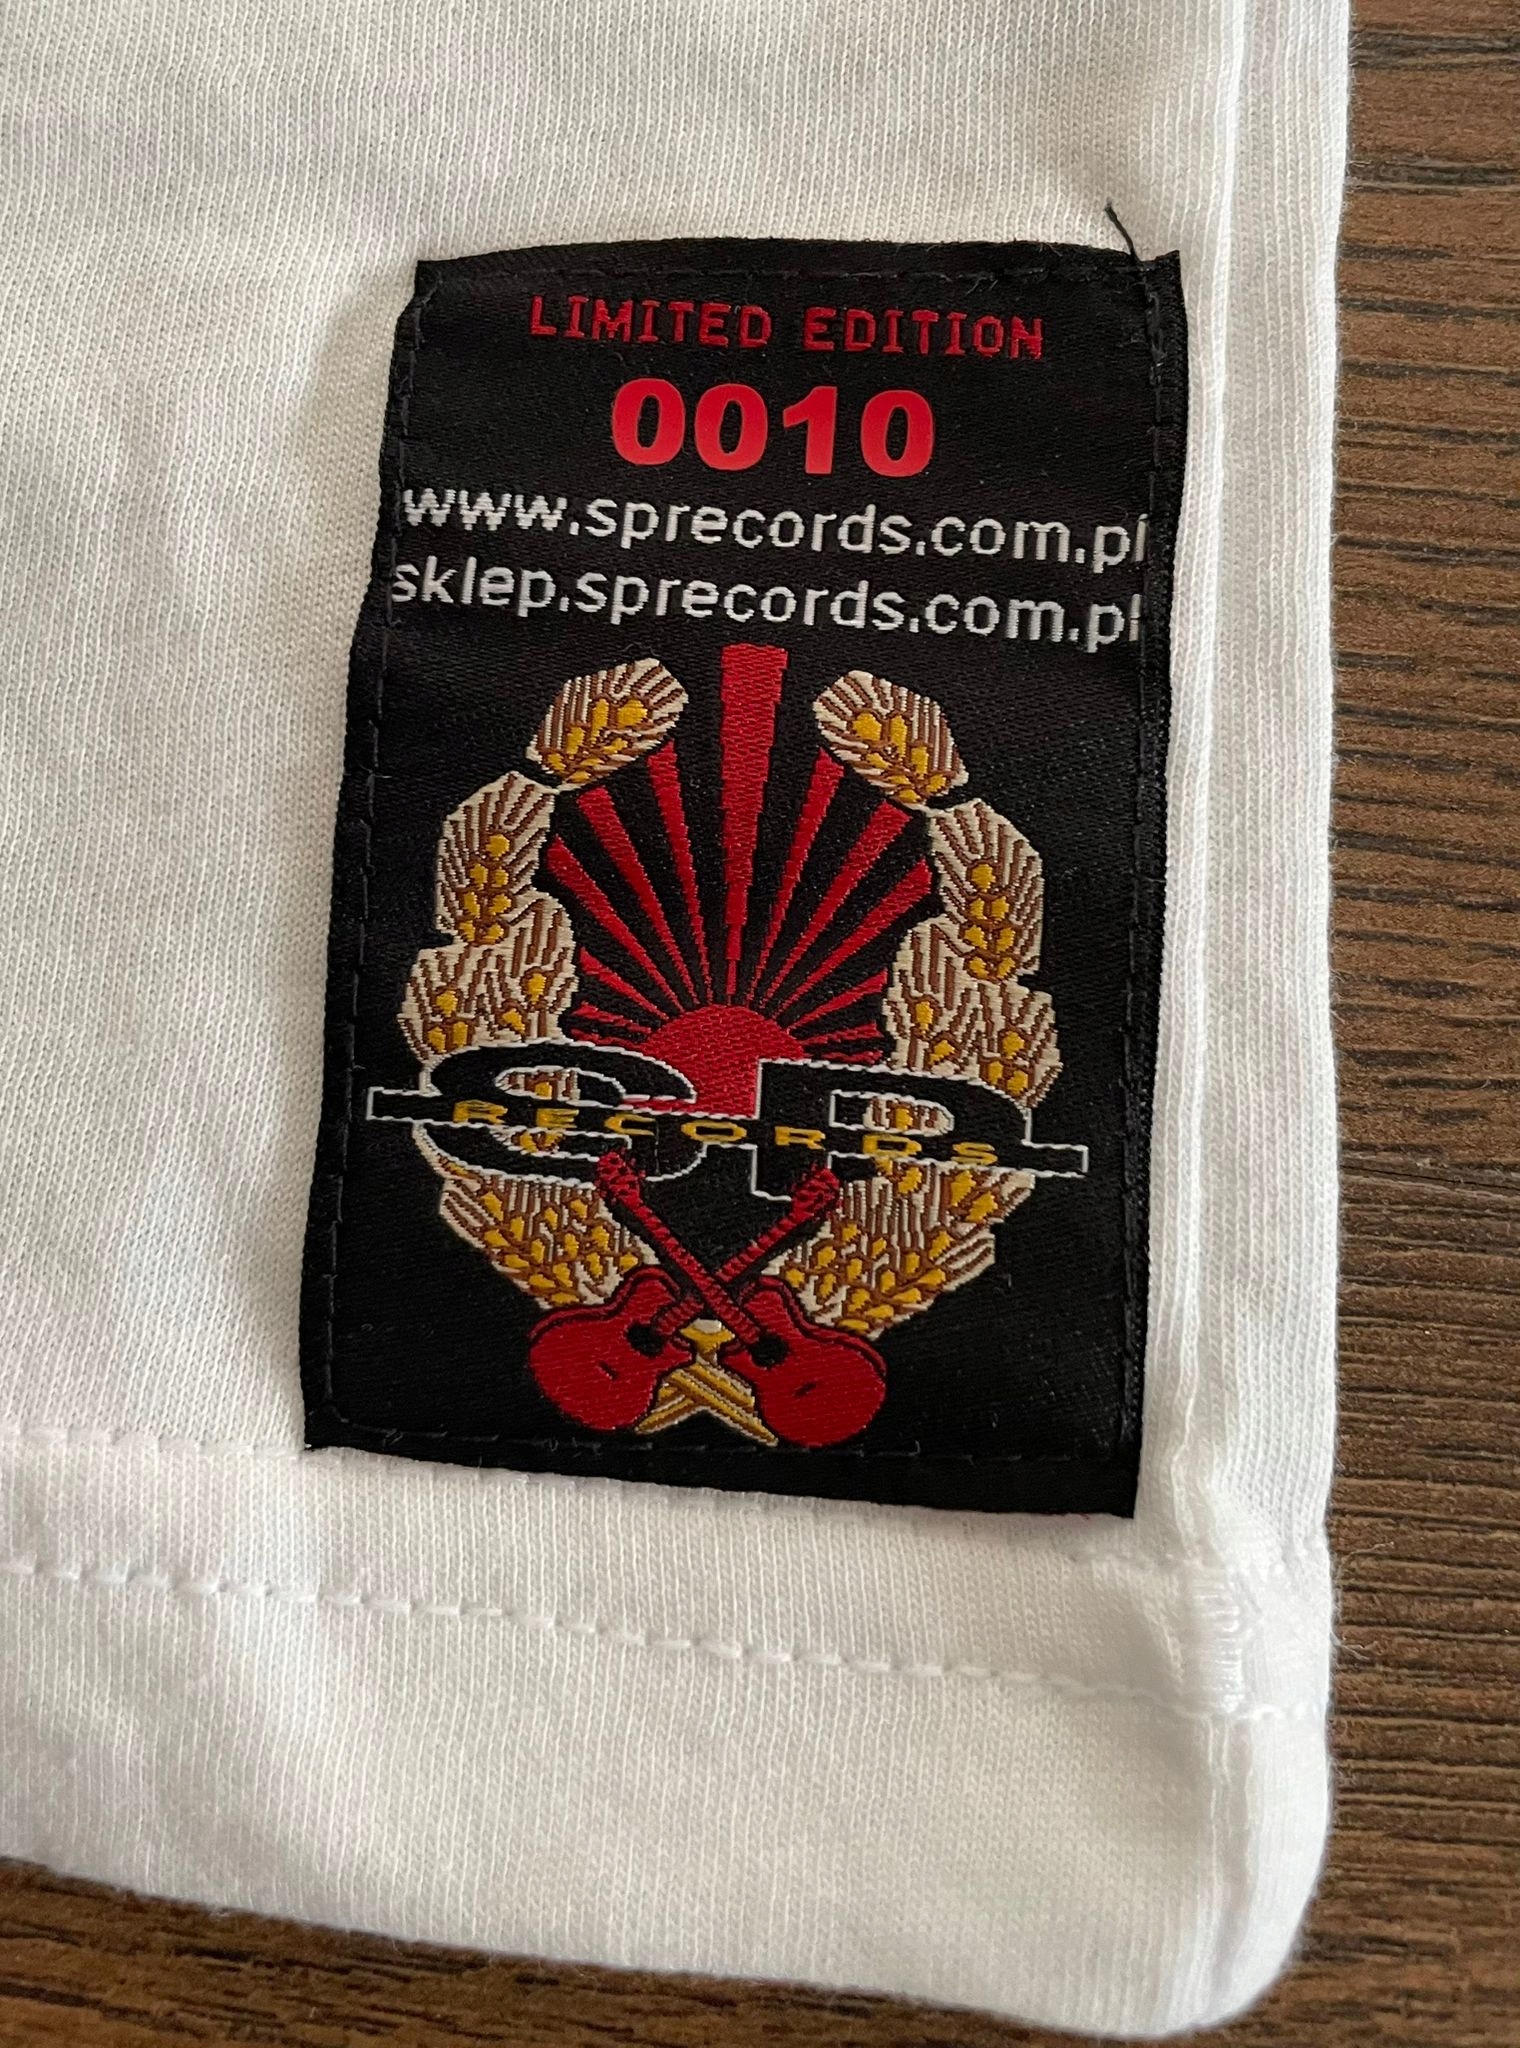 LIMITED EDITION
0010
www.sprecords.com.pl
sklep.sprecords.com.pl
SP
RECORDS